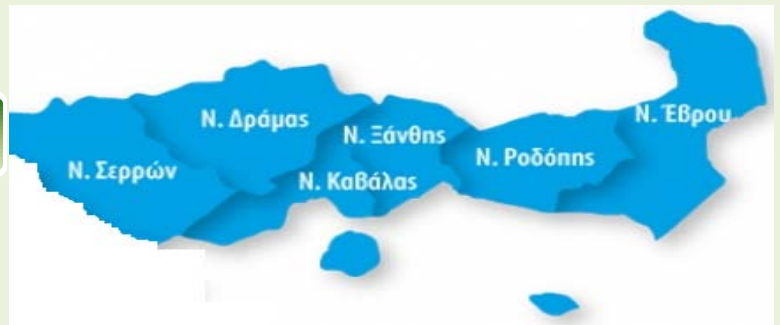 Ν. Σερρών
Ν. Δράμας
Ν. Καβάλας
Ν. Ξάνθης
Ν. Ροδόπης
Ν. Έβρου